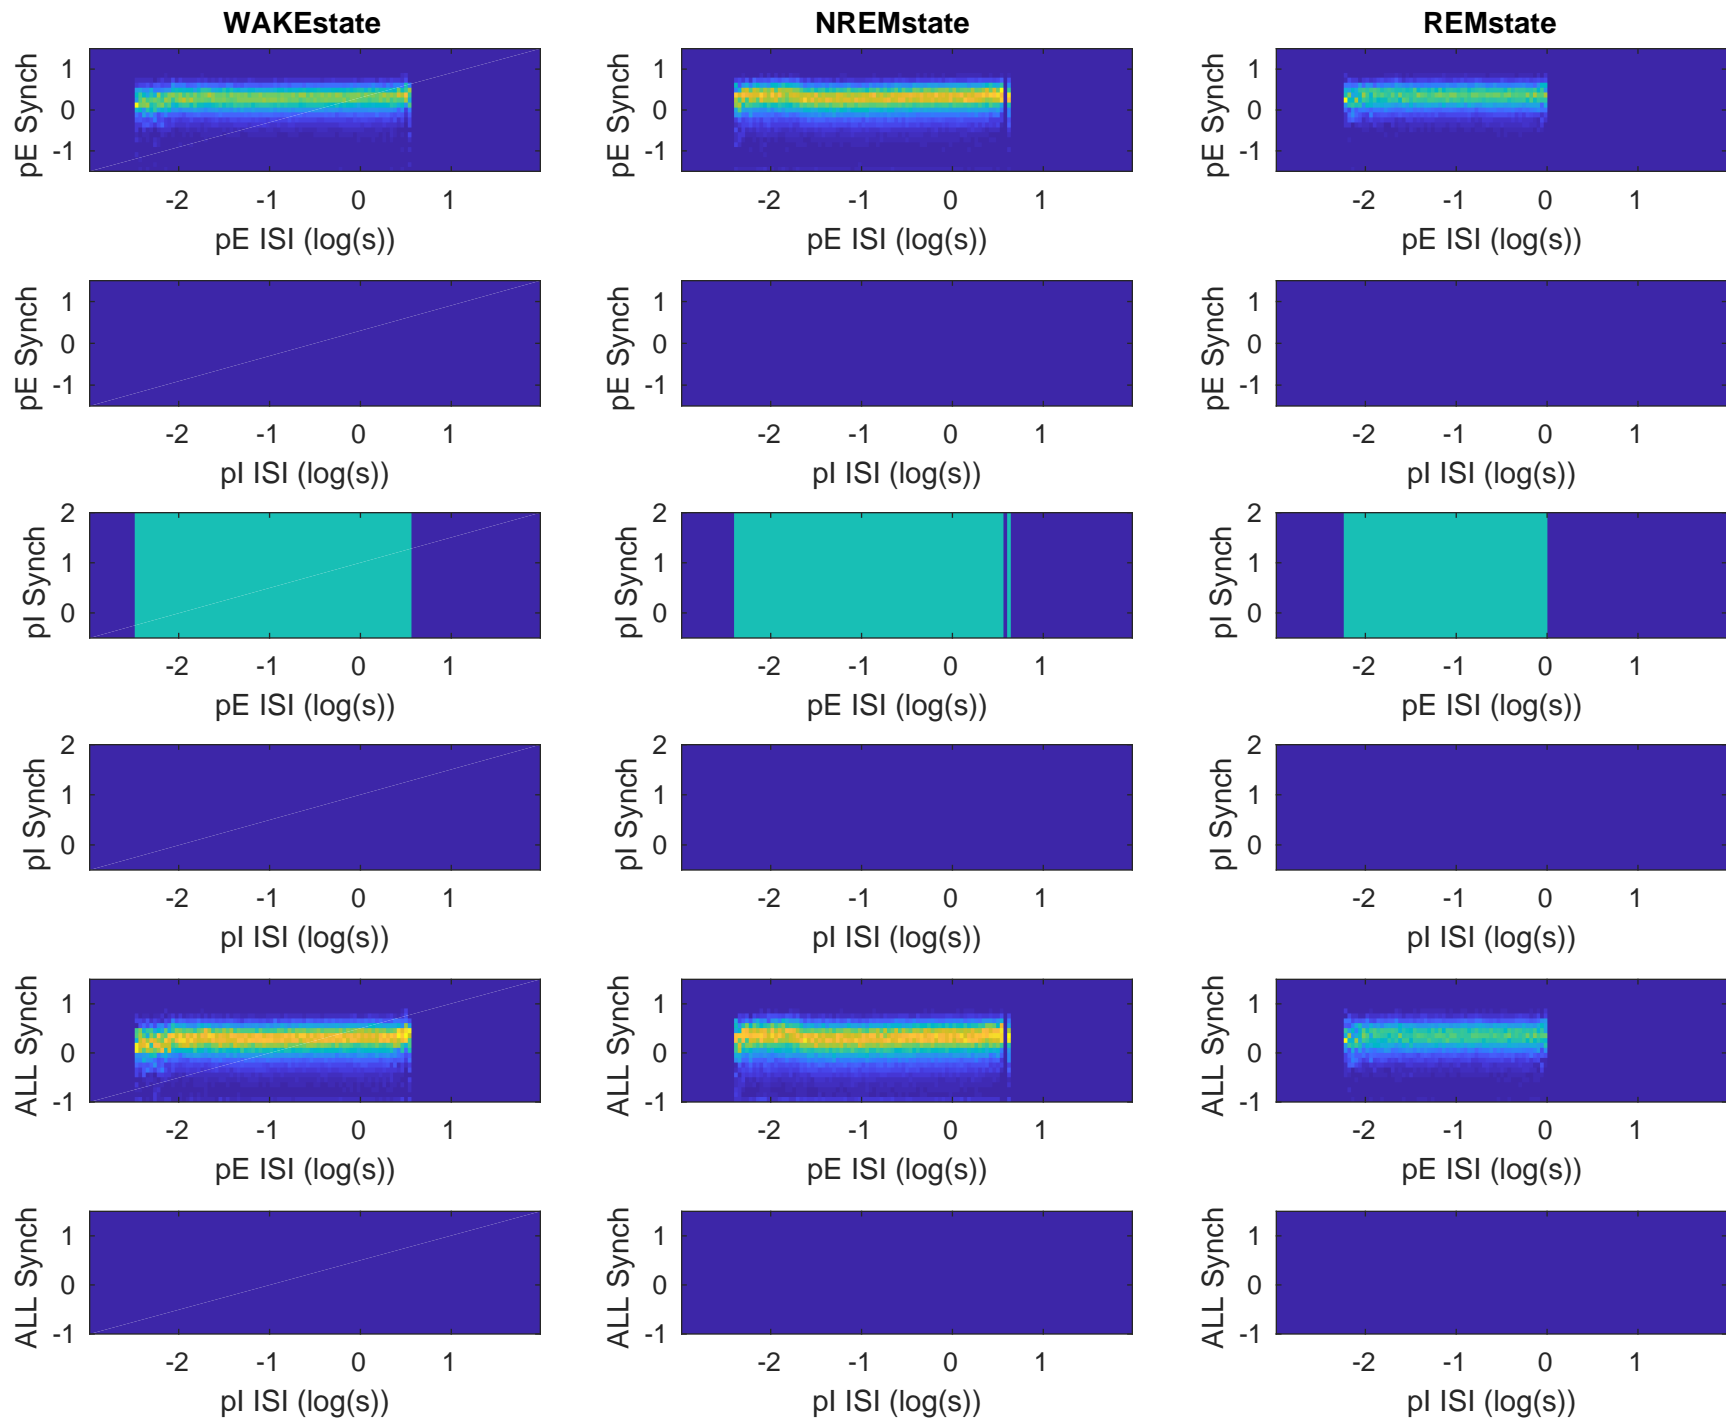 WAKEstate NREMstate REMstate
pE Synch 1 0 -1 pE Synch 1 0 -1 pE Synch 1 0 -1
-2 -1 0 1 -2 -1 0 1 -2 -1 0 1
pE ISI (log(s)) pE ISI (log(s)) pE ISI (log(s))
pE Synch 1 0 -1 pE Synch 1 0 -1 pE Synch 1 0 -1
-2 -1 0 1 -2 -1 0 1 -2 -1 0 1
pI ISI (log(s)) pI ISI (log(s)) pI ISI (log(s))
pI Synch 2 1 0 pI Synch 2 1 0 pI Synch 2 1 0
-2 -1 0 1 -2 -1 0 1 -2 -1 0 1
pE ISI (log(s)) pE ISI (log(s)) pE ISI (log(s))
pI Synch 2 1 0 pI Synch 2 1 0 pI Synch 2 1 0
-2 -1 0 1 -2 -1 0 1 -2 -1 0 1
pI ISI (log(s)) pI ISI (log(s)) pI ISI (log(s))
ALL Synch 1 0 -1 ALL Synch 1 0 -1 ALL Synch 1 0 -1
-2 -1 0 1 -2 -1 0 1 -2 -1 0 1
pE ISI (log(s)) pE ISI (log(s)) pE ISI (log(s))
ALL Synch 1 0 -1 ALL Synch 1 0 -1 ALL Synch 1 0 -1
-2 -1 0 1 -2 -1 0 1 -2 -1 0 1
pI ISI (log(s)) pI ISI (log(s)) pI ISI (log(s))